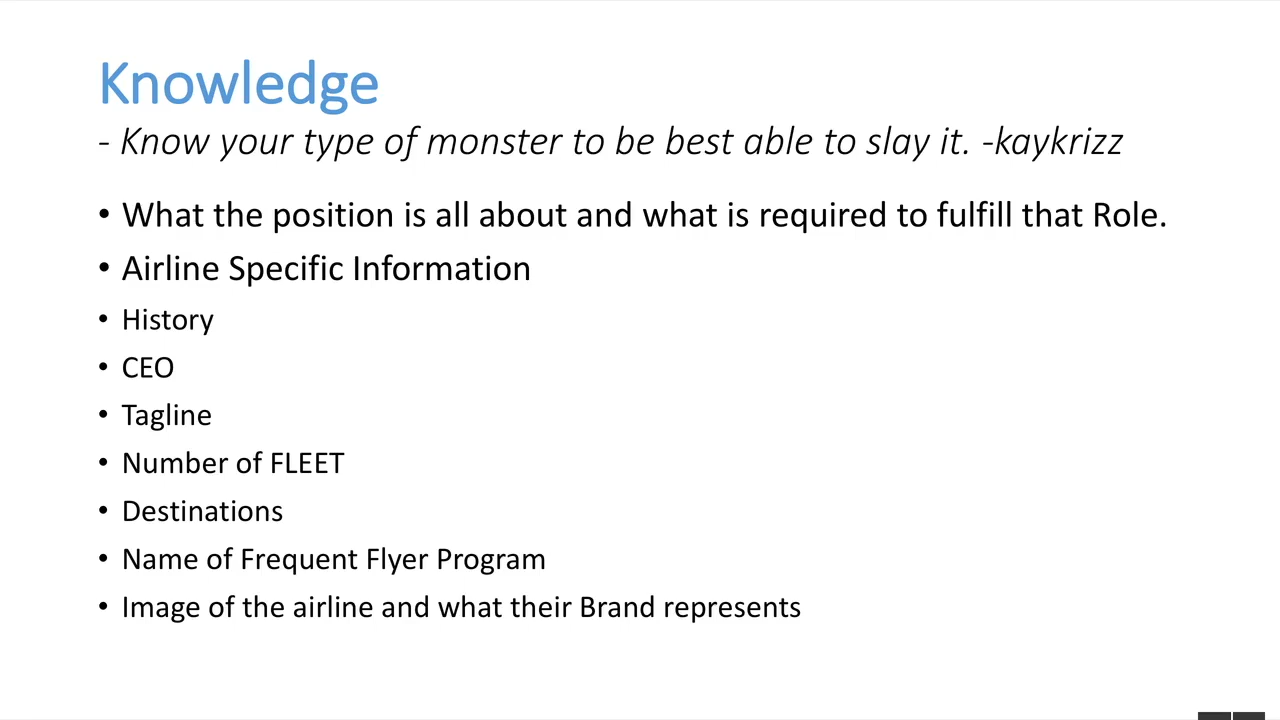 Knowledge
- Know your type of monster to be best able to slay it. -kaykrizz
• What the position is all about and what is required to fulfill that Role.
• Airline Specific Information
• History
• CEO
• Tagline
• Number of FLEET
• Destinations
• Name of Frequent Flyer Program
• Image of the airline and what their Brand represents